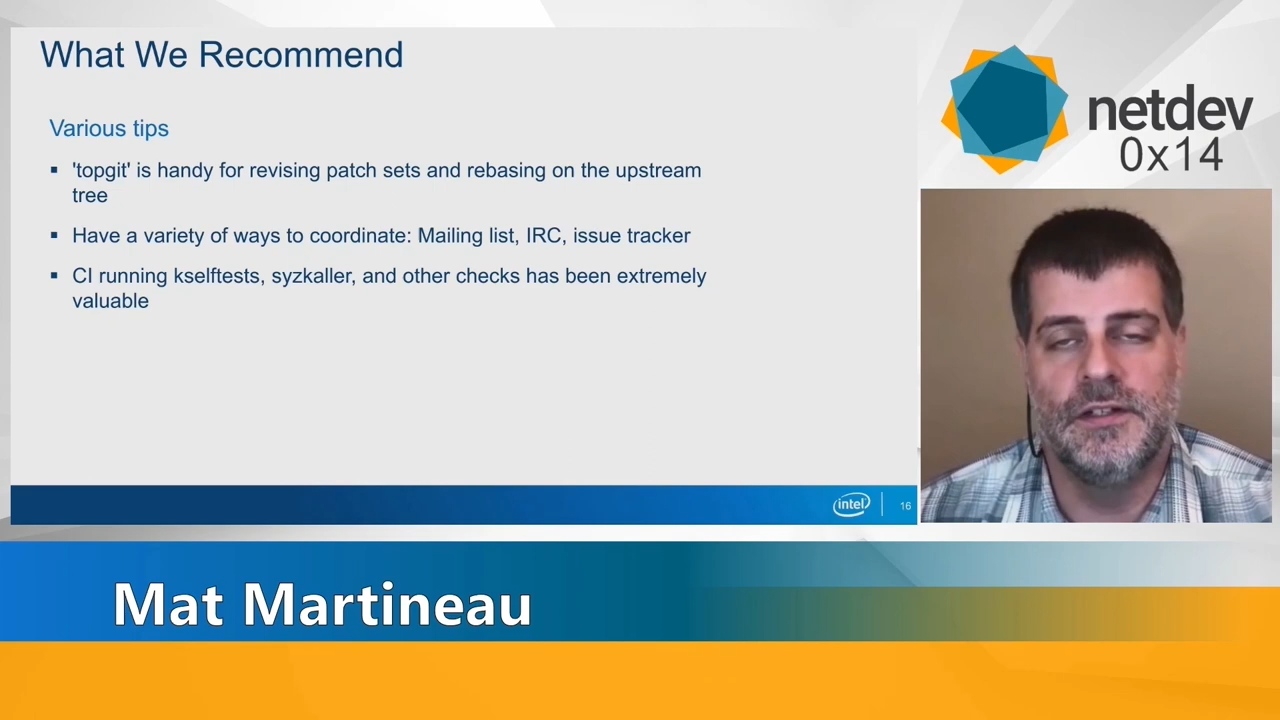 What We Recommend
Various tips
▪ 'topgit' is handy for revising patch sets and rebasing on the upstream
tree
▪ Have a variety of ways to coordinate: Mailing list, IRC, issue tracker
▪ CI running kselftests, syzkaller, and other checks has been extremely
valuable
intel
16
netdev
0x14
Mat Martineau